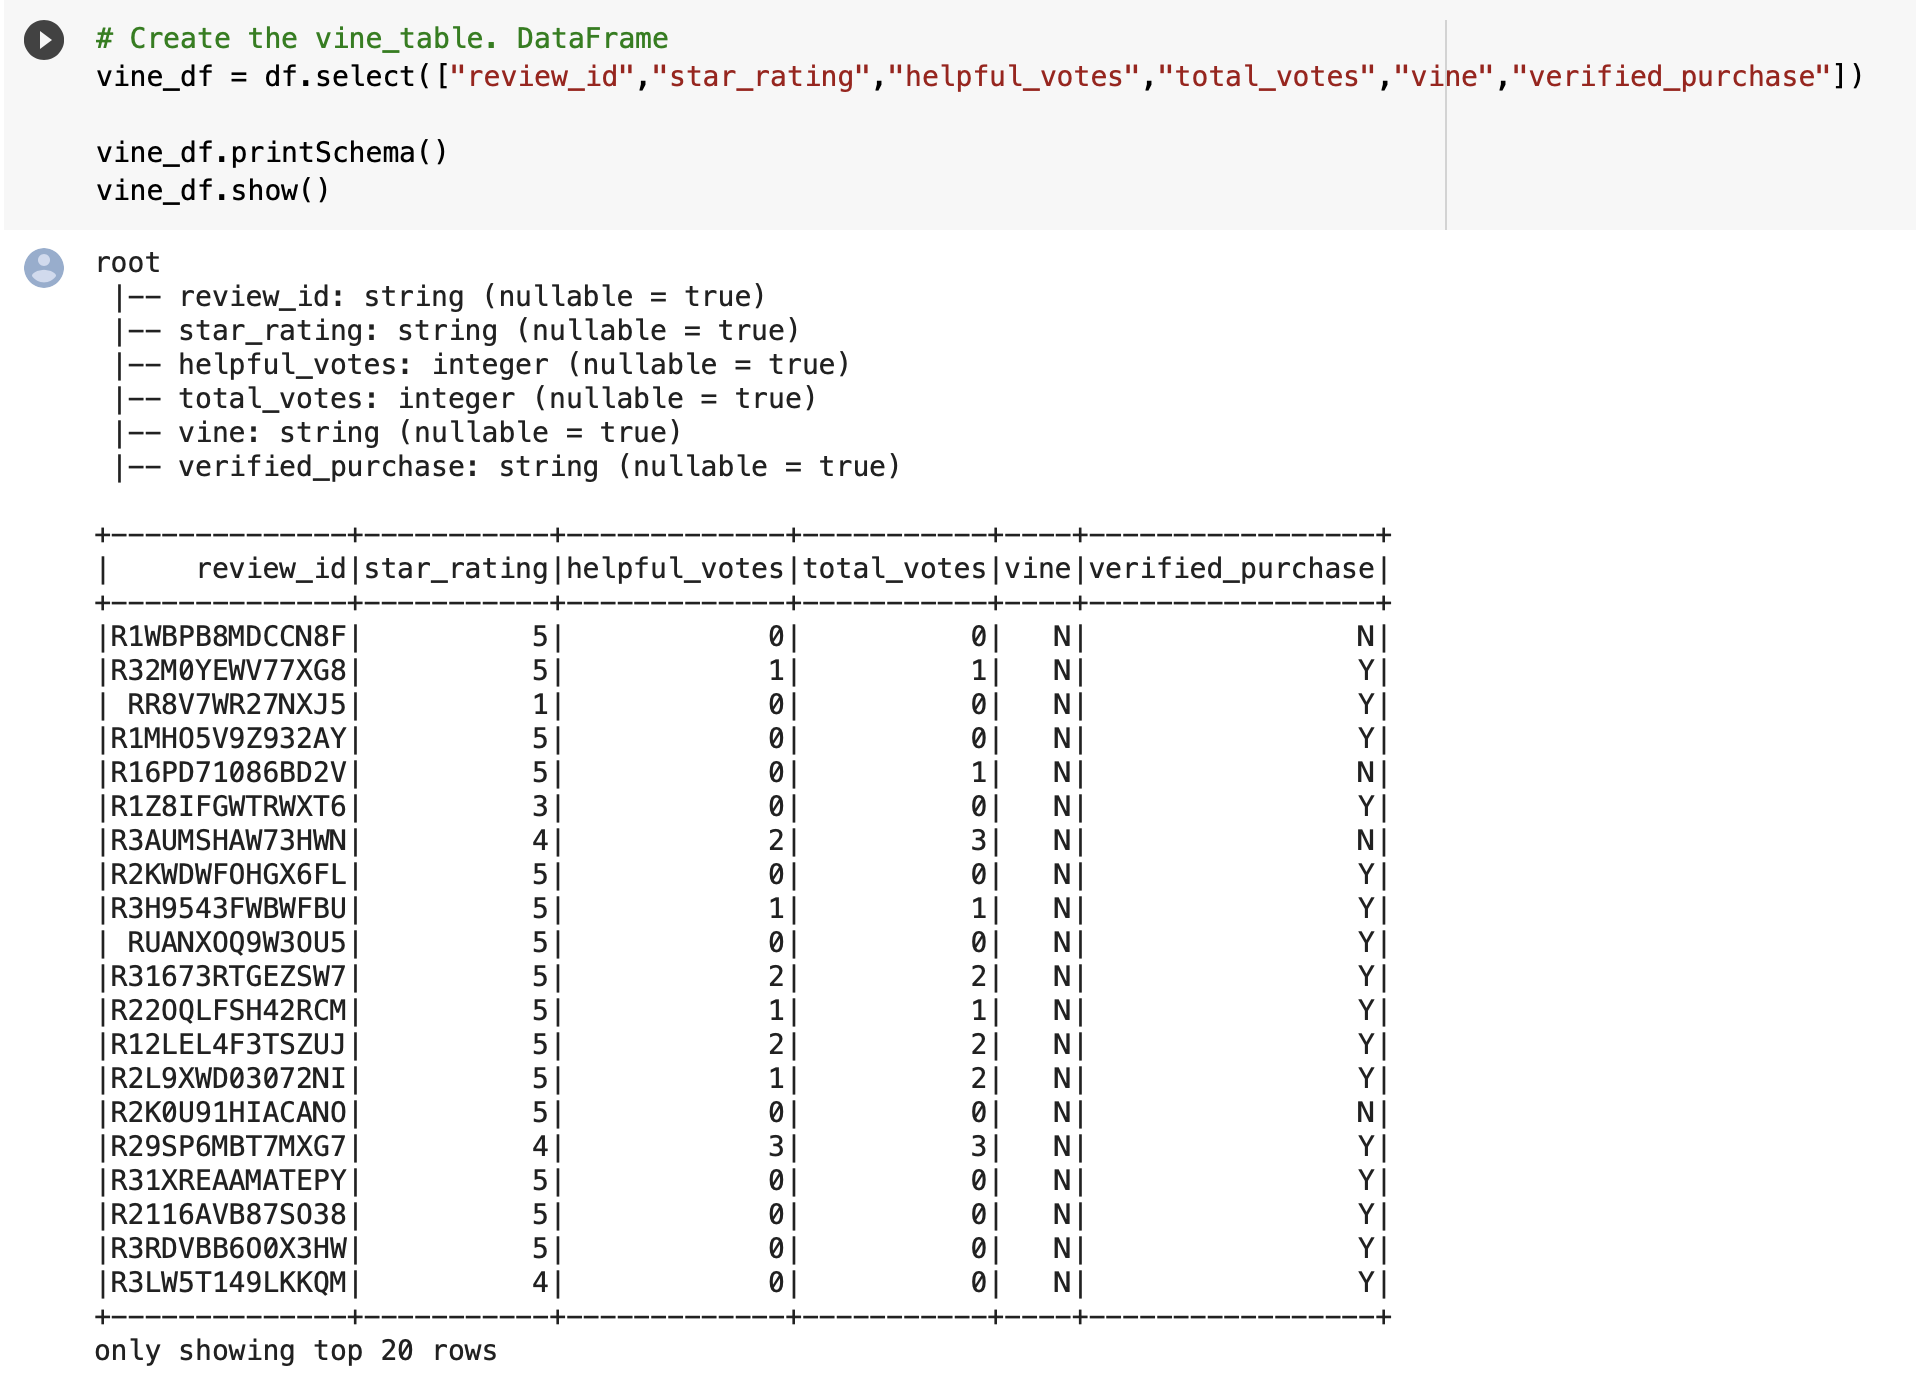 # Create the vine_table. DataFrame
vine_df = df.select(["review_id","star_rating","helpful_votes","total_votes","vine","verified_purchase"])

vine_df.printSchema()
vine_df.show()

root
 |-- review_id: string (nullable = true)
 |-- star_rating: string (nullable = true)
 |-- helpful_votes: integer (nullable = true)
 |-- total_votes: integer (nullable = true)
 |-- vine: string (nullable = true)
 |-- verified_purchase: string (nullable = true)

+--------------+-----------+-------------+-----------+----+-----------------+
|     review_id|star_rating|helpful_votes|total_votes|vine|verified_purchase|
+--------------+-----------+-------------+-----------+----+-----------------+
|R1WBPB8MDCCN8F|          5|            0|          0|   N|                N|
|R32M0YEWV77XG8|          5|            1|          1|   N|                Y|
| RR8V7WR27NXJ5|          1|            0|          0|   N|                Y|
|R1MHO5V9Z932AY|          5|            0|          0|   N|                Y|
|R16PD71086BD2V|          5|            0|          1|   N|                N|
|R1Z8IFGWTRWXT6|          3|            0|          0|   N|                Y|
|R3AUMSHAW73HWN|          4|            2|          3|   N|                N|
|R2KWDWFOHGX6FL|          5|            0|          0|   N|                Y|
|R3H9543FWBWFBU|          5|            1|          1|   N|                Y|
| RUANXOQ9W3OU5|          5|            0|          0|   N|                Y|
|R31673RTGEZSW7|          5|            2|          2|   N|                Y|
|R22OQLFSH42RCM|          5|            1|          1|   N|                Y|
|R12LEL4F3TSZUJ|          5|            2|          2|   N|                Y|
|R2L9XWD03072NI|          5|            1|          2|   N|                Y|
|R2K0U91HIACANO|          5|            0|          0|   N|                N|
|R29SP6MBT7MXG7|          4|            3|          3|   N|                Y|
|R31XREAAMATEPY|          5|            0|          0|   N|                Y|
|R2116AVB87SO38|          5|            0|          0|   N|                Y|
|R3RDVBB6O0X3HW|          5|            0|          0|   N|                Y|
|R3LW5T149LKKQM|          4|            0|          0|   N|                Y|
+--------------+-----------+-------------+-----------+----+-----------------+
only showing top 20 rows